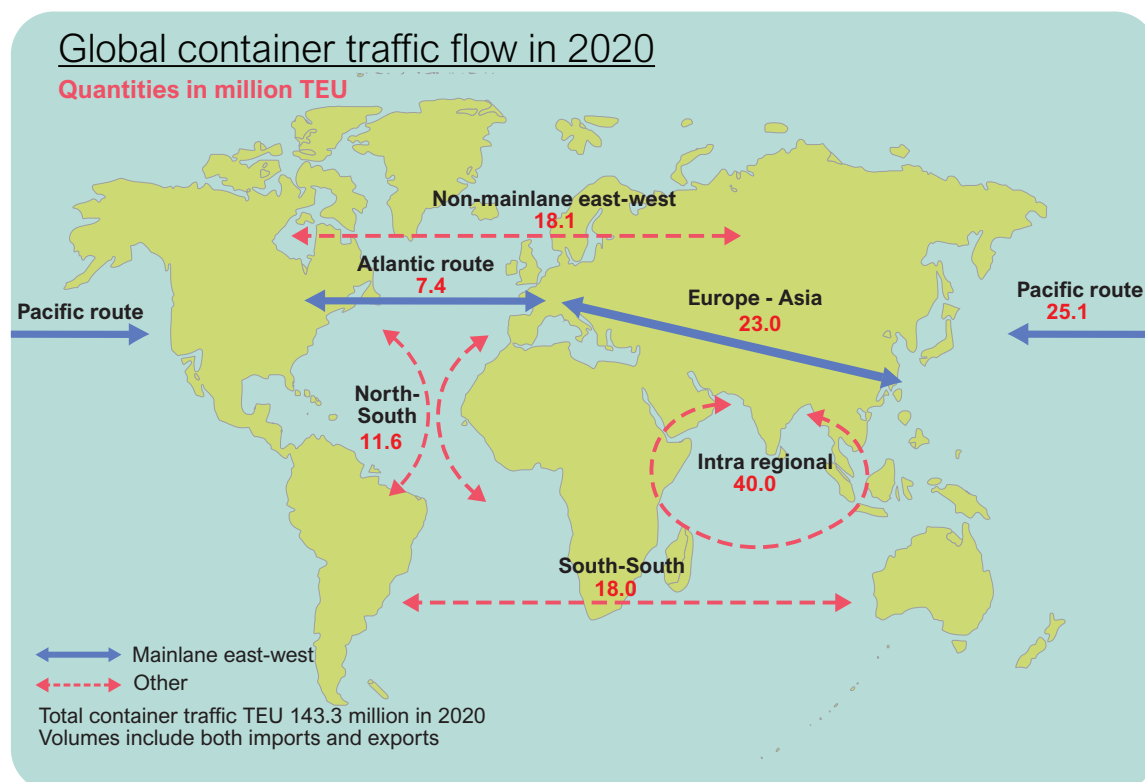 Global container traffic flow in 2020
Quantities in million TEU
Non-mainlane east-west
18.1
Atlantic route
7.4
Europe - Asia
23.0
Pacific route
Pacific route
25.1
North-
South
11.6
Intra regional
40.0
South-South
18.0
Mainlane east-west
Other
Total container traffic TEU 143.3 million in 2020
Volumes include both imports and exports